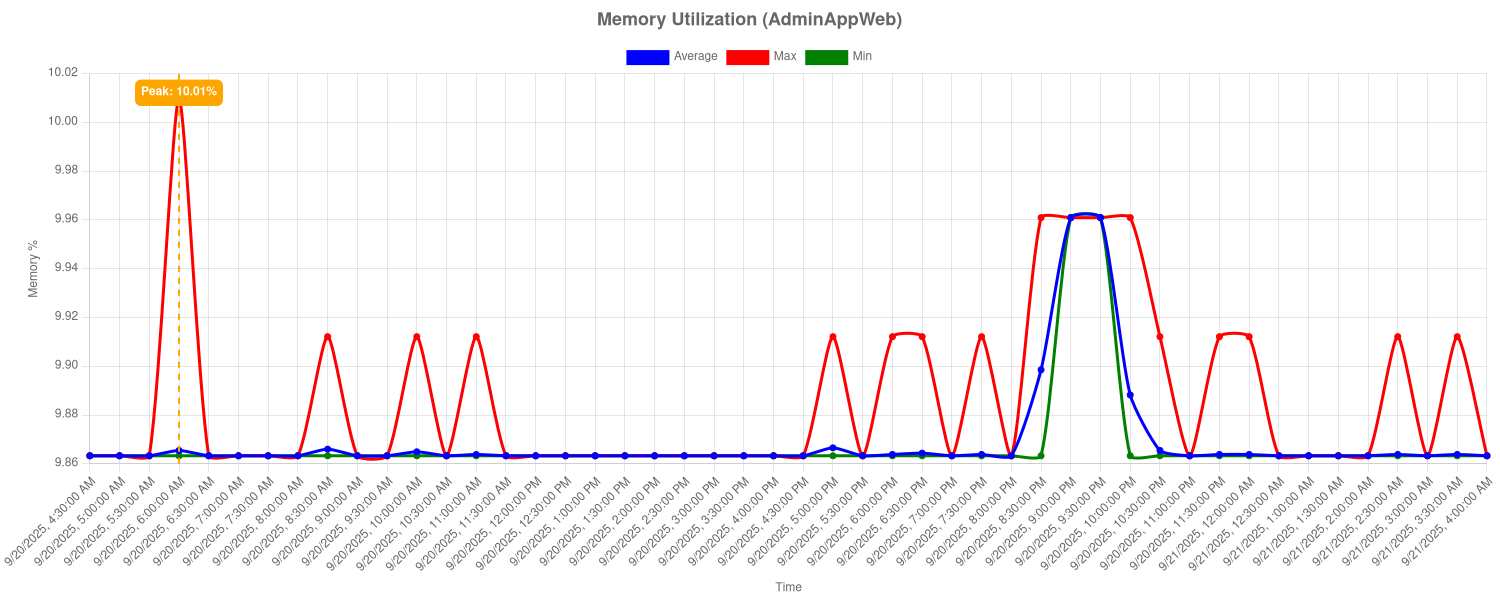 Memory Utilization (AdminAppWeb)
Average Max Min
Peak: 10.01%
10.02
10.00
9.98
9.96
9.94
9.92
9.90
9.88
9.86
Memory %
9/20/2025, 4:30:00 AM
9/20/2025, 5:00:00 AM
9/20/2025, 5:30:00 AM
9/20/2025, 6:00:00 AM
9/20/2025, 6:30:00 AM
9/20/2025, 7:00:00 AM
9/20/2025, 7:30:00 AM
9/20/2025, 8:00:00 AM
9/20/2025, 8:30:00 AM
9/20/2025, 9:00:00 AM
9/20/2025, 9:30:00 AM
9/20/2025, 10:00:00 AM
9/20/2025, 10:30:00 AM
9/20/2025, 11:00:00 AM
9/20/2025, 11:30:00 AM
9/20/2025, 12:00:00 PM
9/20/2025, 12:30:00 PM
9/20/2025, 1:00:00 PM
9/20/2025, 1:30:00 PM
9/20/2025, 2:00:00 PM
9/20/2025, 2:30:00 PM
9/20/2025, 3:00:00 PM
9/20/2025, 3:30:00 PM
9/20/2025, 4:00:00 PM
9/20/2025, 4:30:00 PM
9/20/2025, 5:00:00 PM
9/20/2025, 5:30:00 PM
9/20/2025, 6:00:00 PM
9/20/2025, 6:30:00 PM
9/20/2025, 7:00:00 PM
9/20/2025, 7:30:00 PM
9/20/2025, 8:00:00 PM
9/20/2025, 8:30:00 PM
9/20/2025, 9:00:00 PM
9/20/2025, 9:30:00 PM
9/20/2025, 10:00:00 PM
9/20/2025, 10:30:00 PM
9/20/2025, 11:00:00 PM
9/20/2025, 11:30:00 PM
9/21/2025, 12:00:00 AM
9/21/2025, 12:30:00 AM
9/21/2025, 1:00:00 AM
9/21/2025, 1:30:00 AM
9/21/2025, 2:00:00 AM
9/21/2025, 2:30:00 AM
9/21/2025, 3:00:00 AM
9/21/2025, 3:30:00 AM
9/21/2025, 4:00:00 AM
Time